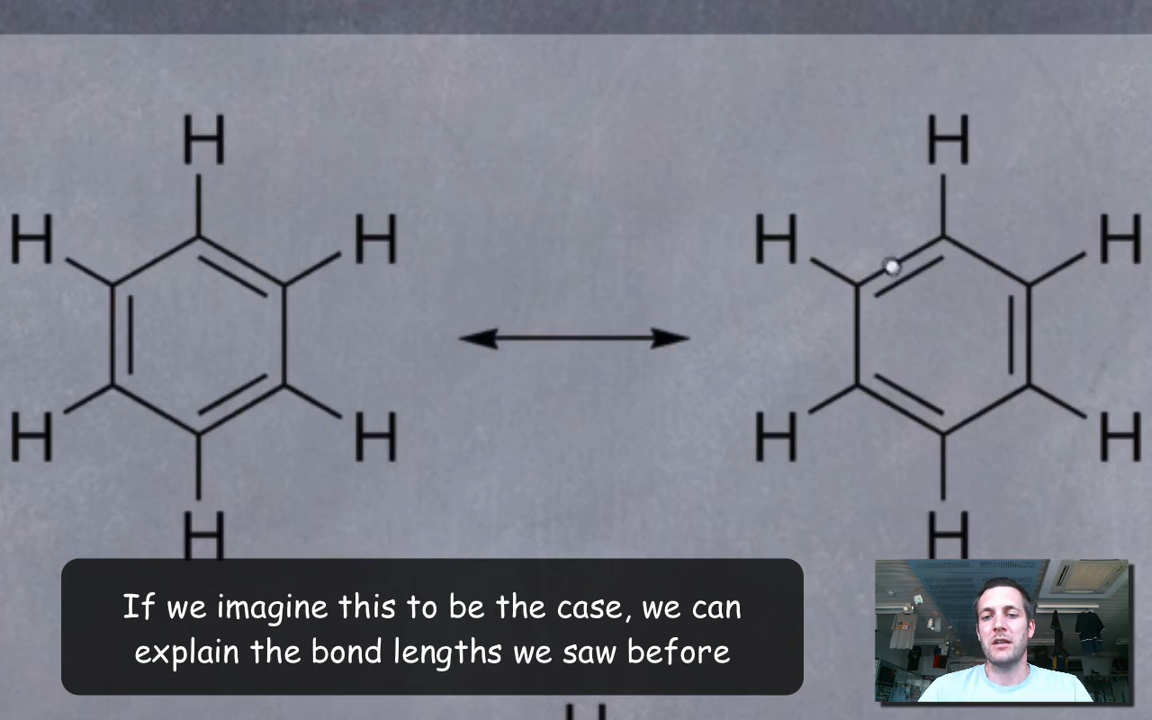 H H
H H H H
H H H H
H H
If we imagine this to be the case, we can
explain the bond lengths we saw before
H